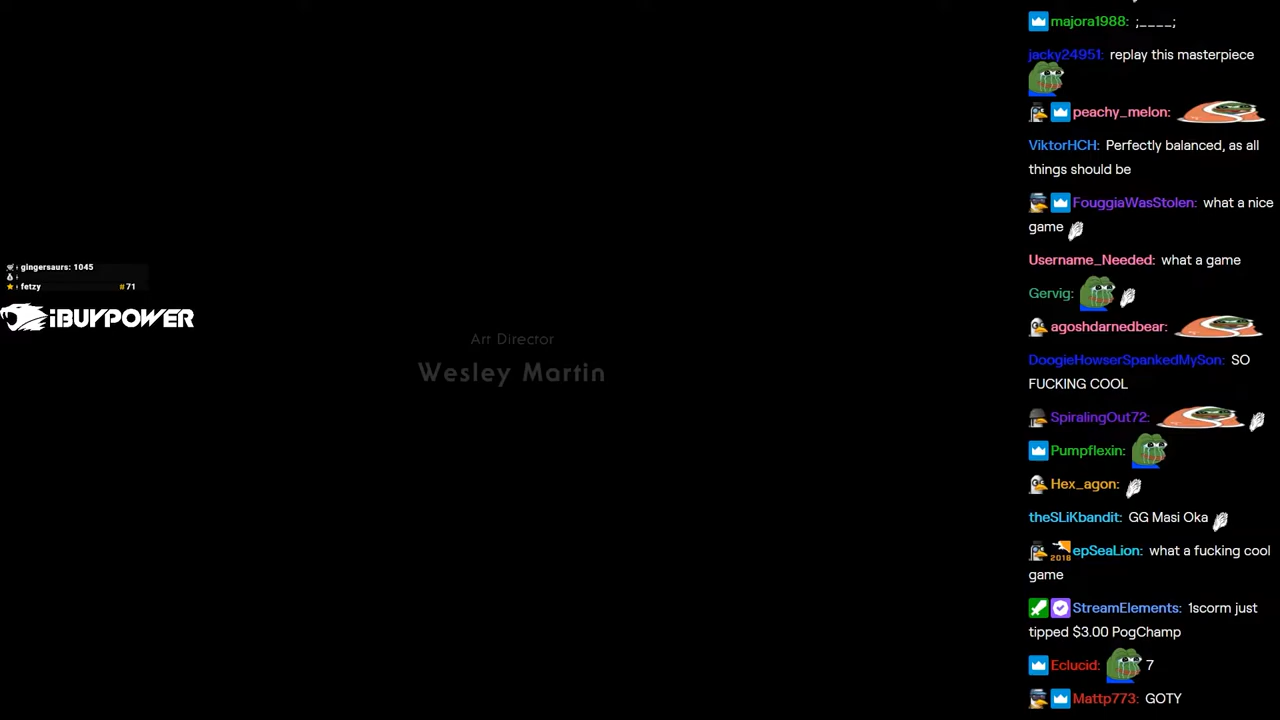 gingersaurs: 1045
fetzy #71
iBUYPOWER
Art Director
Wesley Martin
majora1988: ;____;
jacky24951: replay this masterpiece
peachy_melon:
ViktorHCH: Perfectly balanced, as all
things should be
FouggiaWasStolen: what a nice
game
Username_Needed: what a game
Gervig:
agoshdarnedbear:
DoogieHowserSpankedMySon: SO
FUCKING COOL
SpiralingOut72:
Pumpflexin:
Hex_agon:
theSLiKbandit: GG Masi Oka
2018 epSeaLion: what a fucking cool
game
StreamElements: 1scorm just
tipped $3.00 PogChamp
Eclucid: 7
Mattp773: GOTY